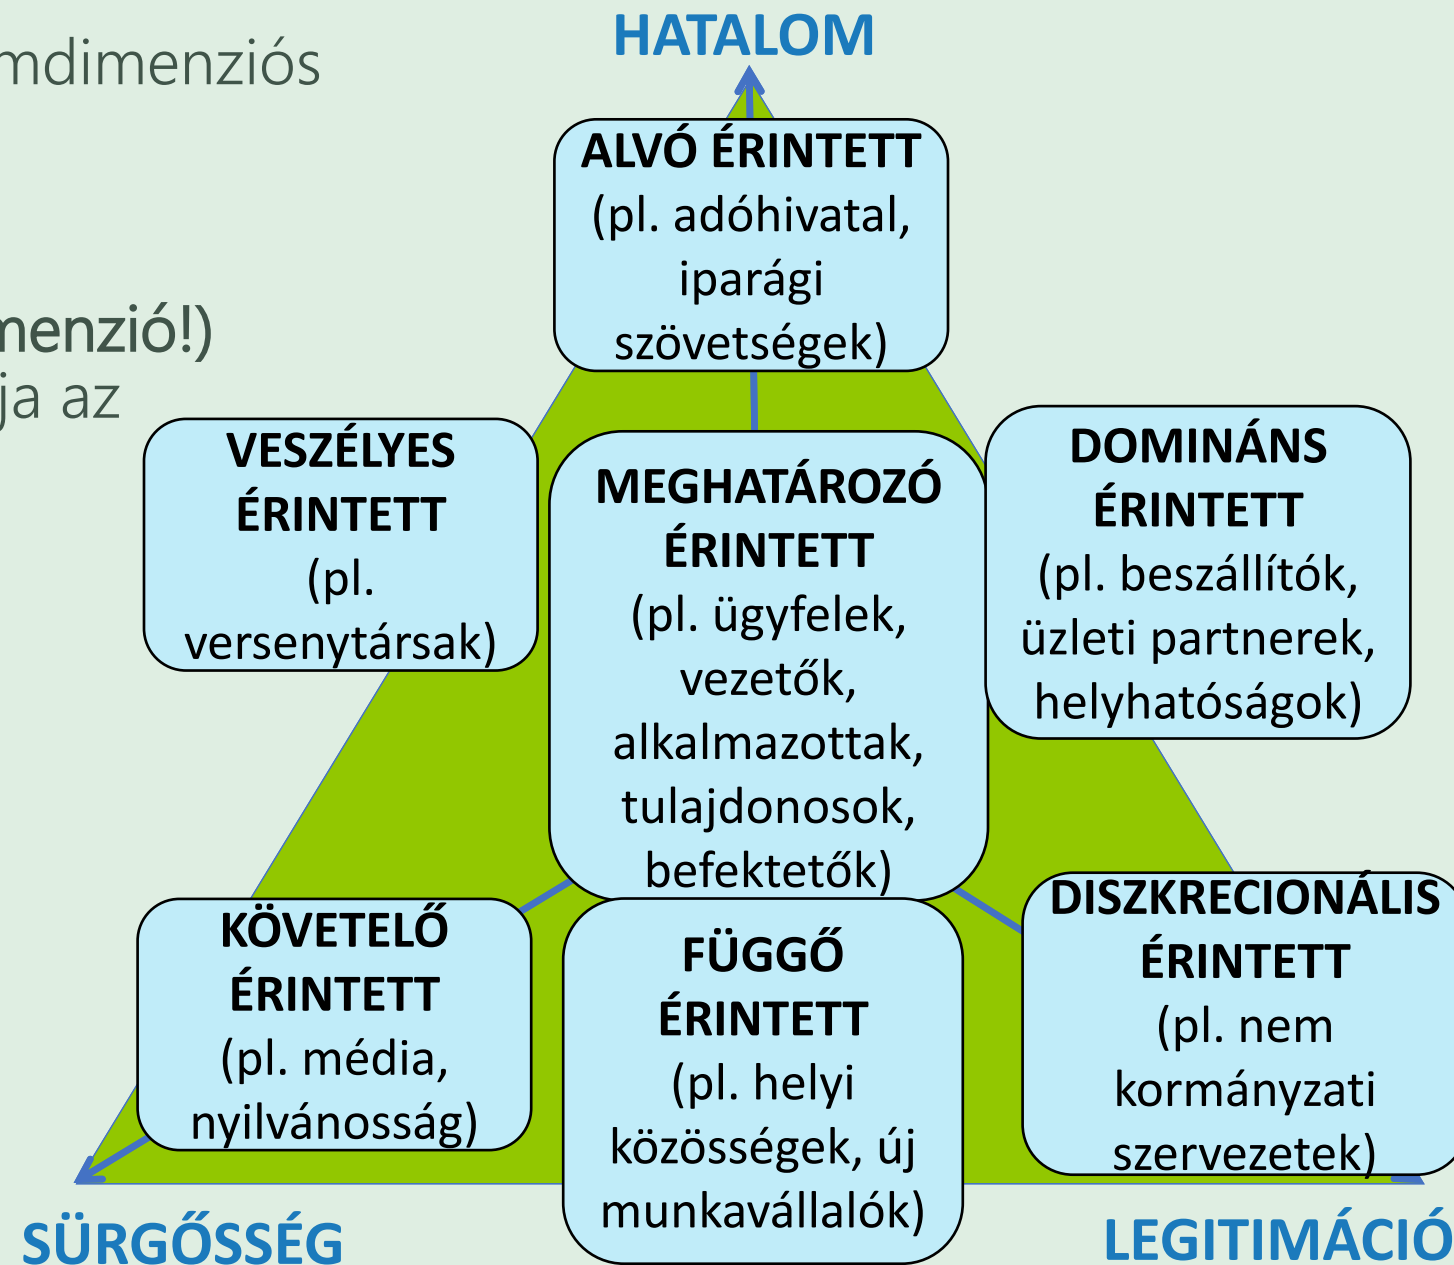 mdimenziós
menzió!)
ja az
HATALOM
ALVÓ ÉRINTETT
(pl. adóhivatal,
iparági
szövetségek)
VESZÉLYES
ÉRINTETT
(pl.
versenytársak)
MEGHATÁROZÓ
ÉRINTETT
(pl. ügyfelek,
vezetők,
alkalmazottak,
tulajdonosok,
befektetők)
DOMINÁNS
ÉRINTETT
(pl. beszállítók,
üzleti partnerek,
helyhatóságok)
KÖVETELŐ
ÉRINTETT
(pl. média,
nyilvánosság)
FÜGGŐ
ÉRINTETT
(pl. helyi
közösségek, új
munkavállalók)
DISZKRECIONÁLIS
ÉRINTETT
(pl. nem
kormányzati
szervezetek)
SÜRGŐSSÉG
LEGITIMÁCIÓ